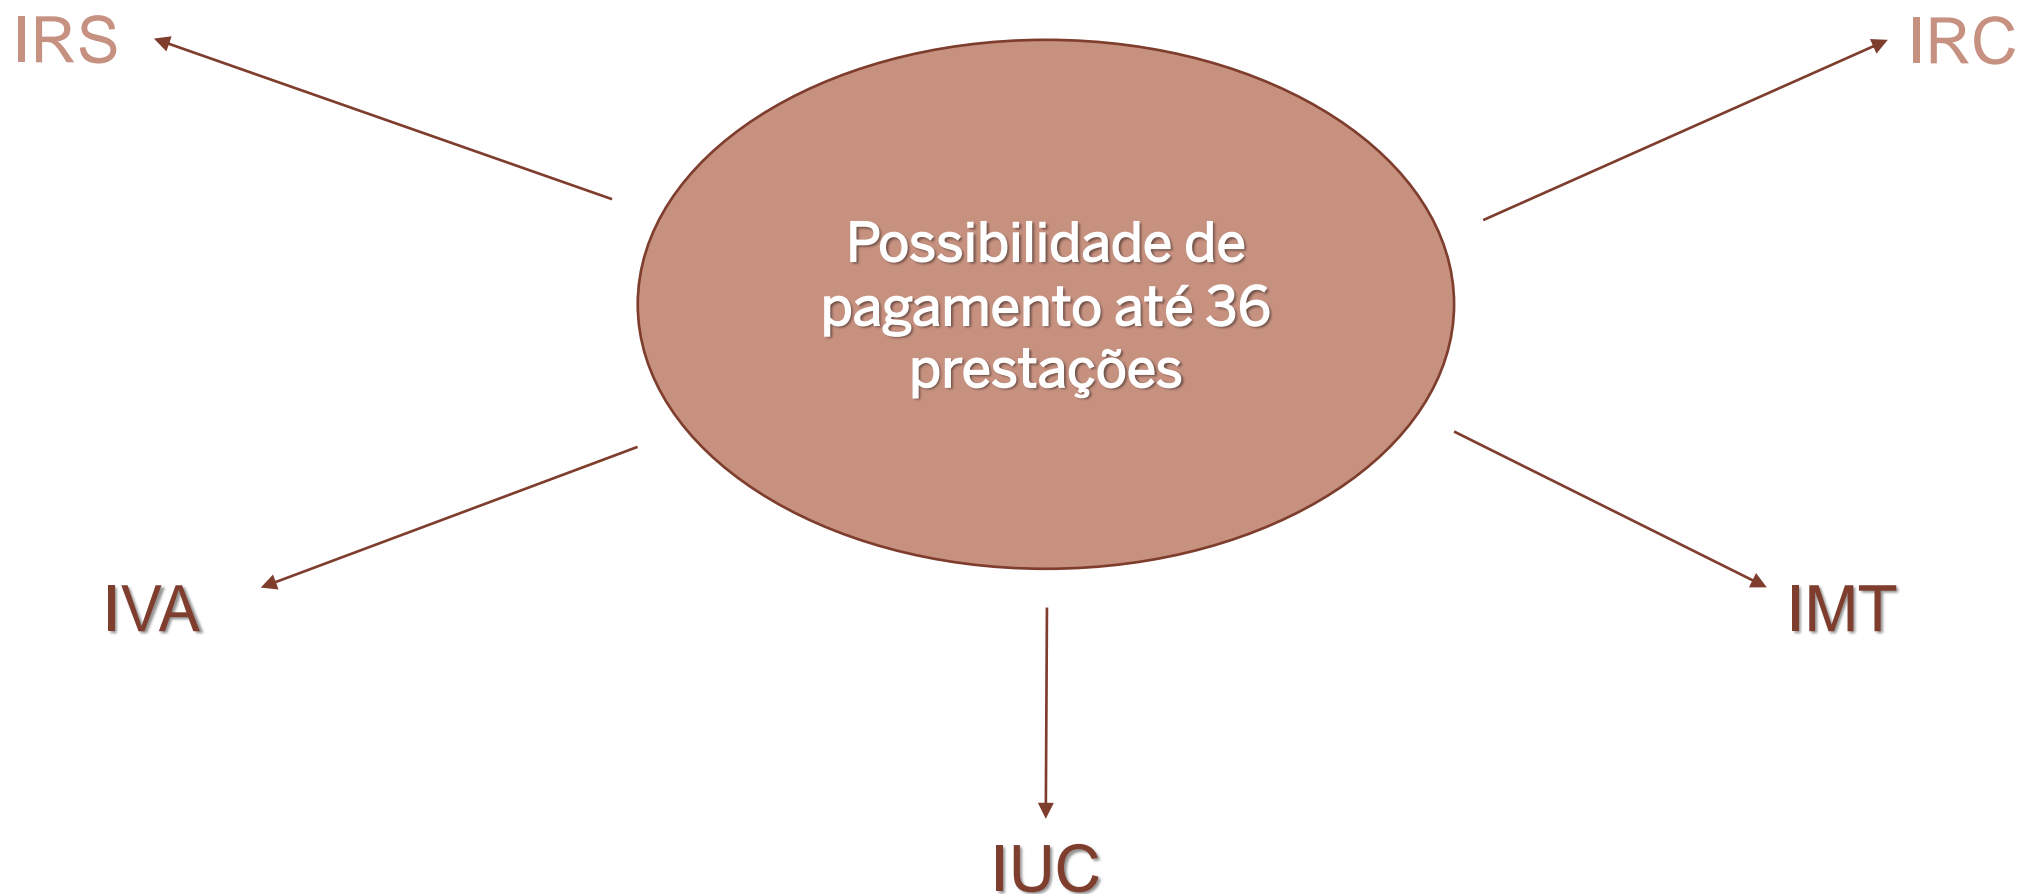 IRS
IRC
Possibilidade de
pagamento até 36
prestações
IVA
IMT
IUC